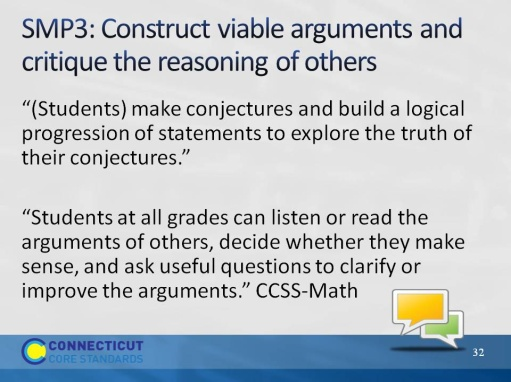 SMP3: Construct viable arguments and
critique the reasoning of others
“(Students) make conjectures and build a logical
progression of statements to explore the truth of
their conjectures.”
“Students at all grades can listen or read the
arguments of others, decide whether they make
sense, and ask useful questions to clarify or
improve the arguments.” CCSS-Math
CONNECTICUT
CORE STANDARDS
32